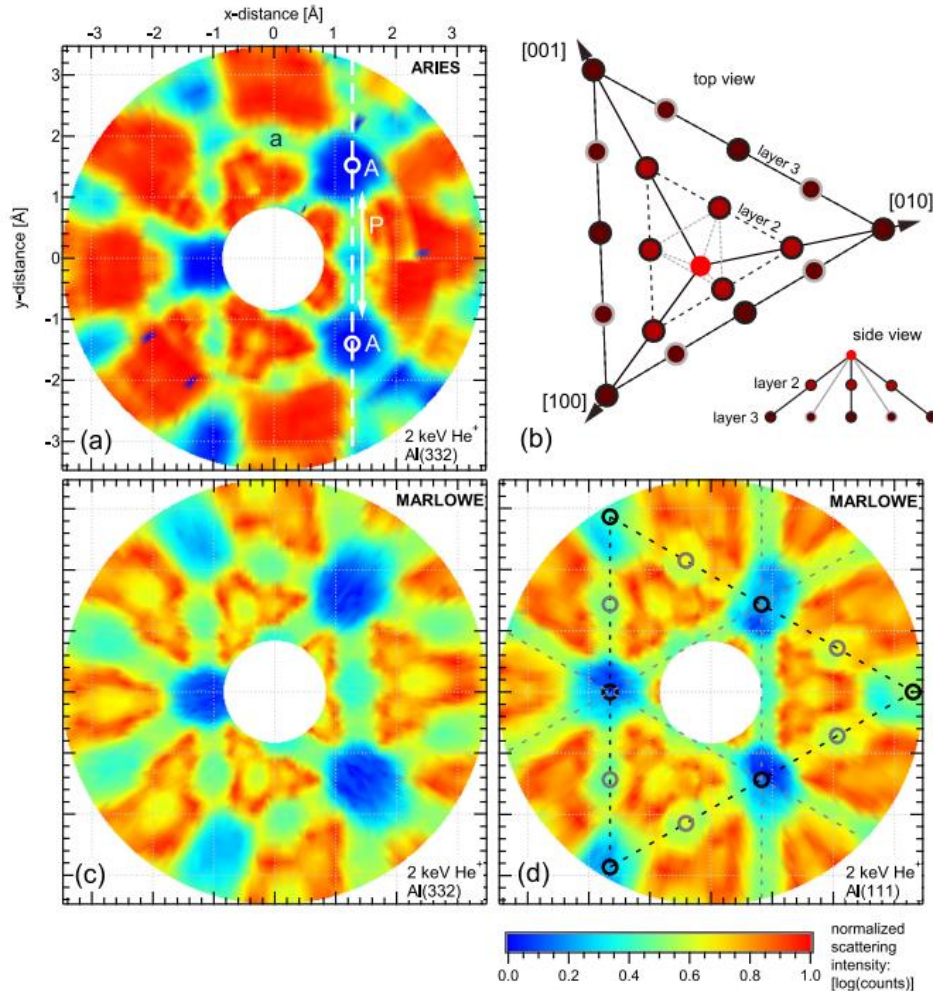 x-distance [Å]
−3 −2 −1 0 1 2 3
ARIES
y-distance [Å]
3
2
1
0
-1
-2
-3
a
A
P
A
(a)
2 keV He+
Al(332)
[001]
top view
layer 3
layer 2
[010]
[100]
side view
layer 2
layer 3
(b)
MARLOWE
(c)
2 keV He+
Al(332)
MARLOWE
(d)
2 keV He+
Al(111)
0.0 0.2 0.4 0.6 0.8 1.0
normalized
scattering
intensity:
[log(counts)]